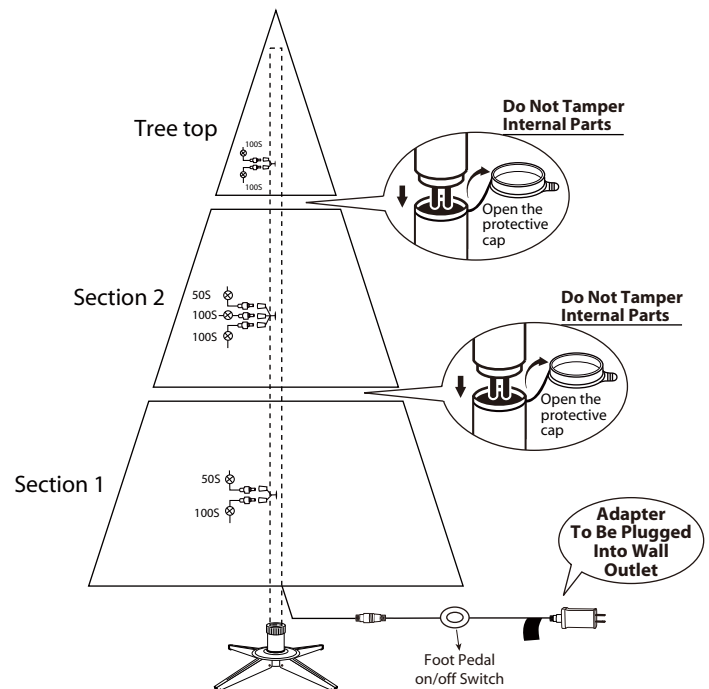 Do Not Tamper
Internal Parts
Tree top
100S
100S
Open the
protective
cap
Section 2
50S
100S
100S
Do Not Tamper
Internal Parts
Open the
protective
cap
Section 1
50S
100S
Adapter
To Be Plugged
Into Wall
Outlet
Foot Pedal
on/off Switch